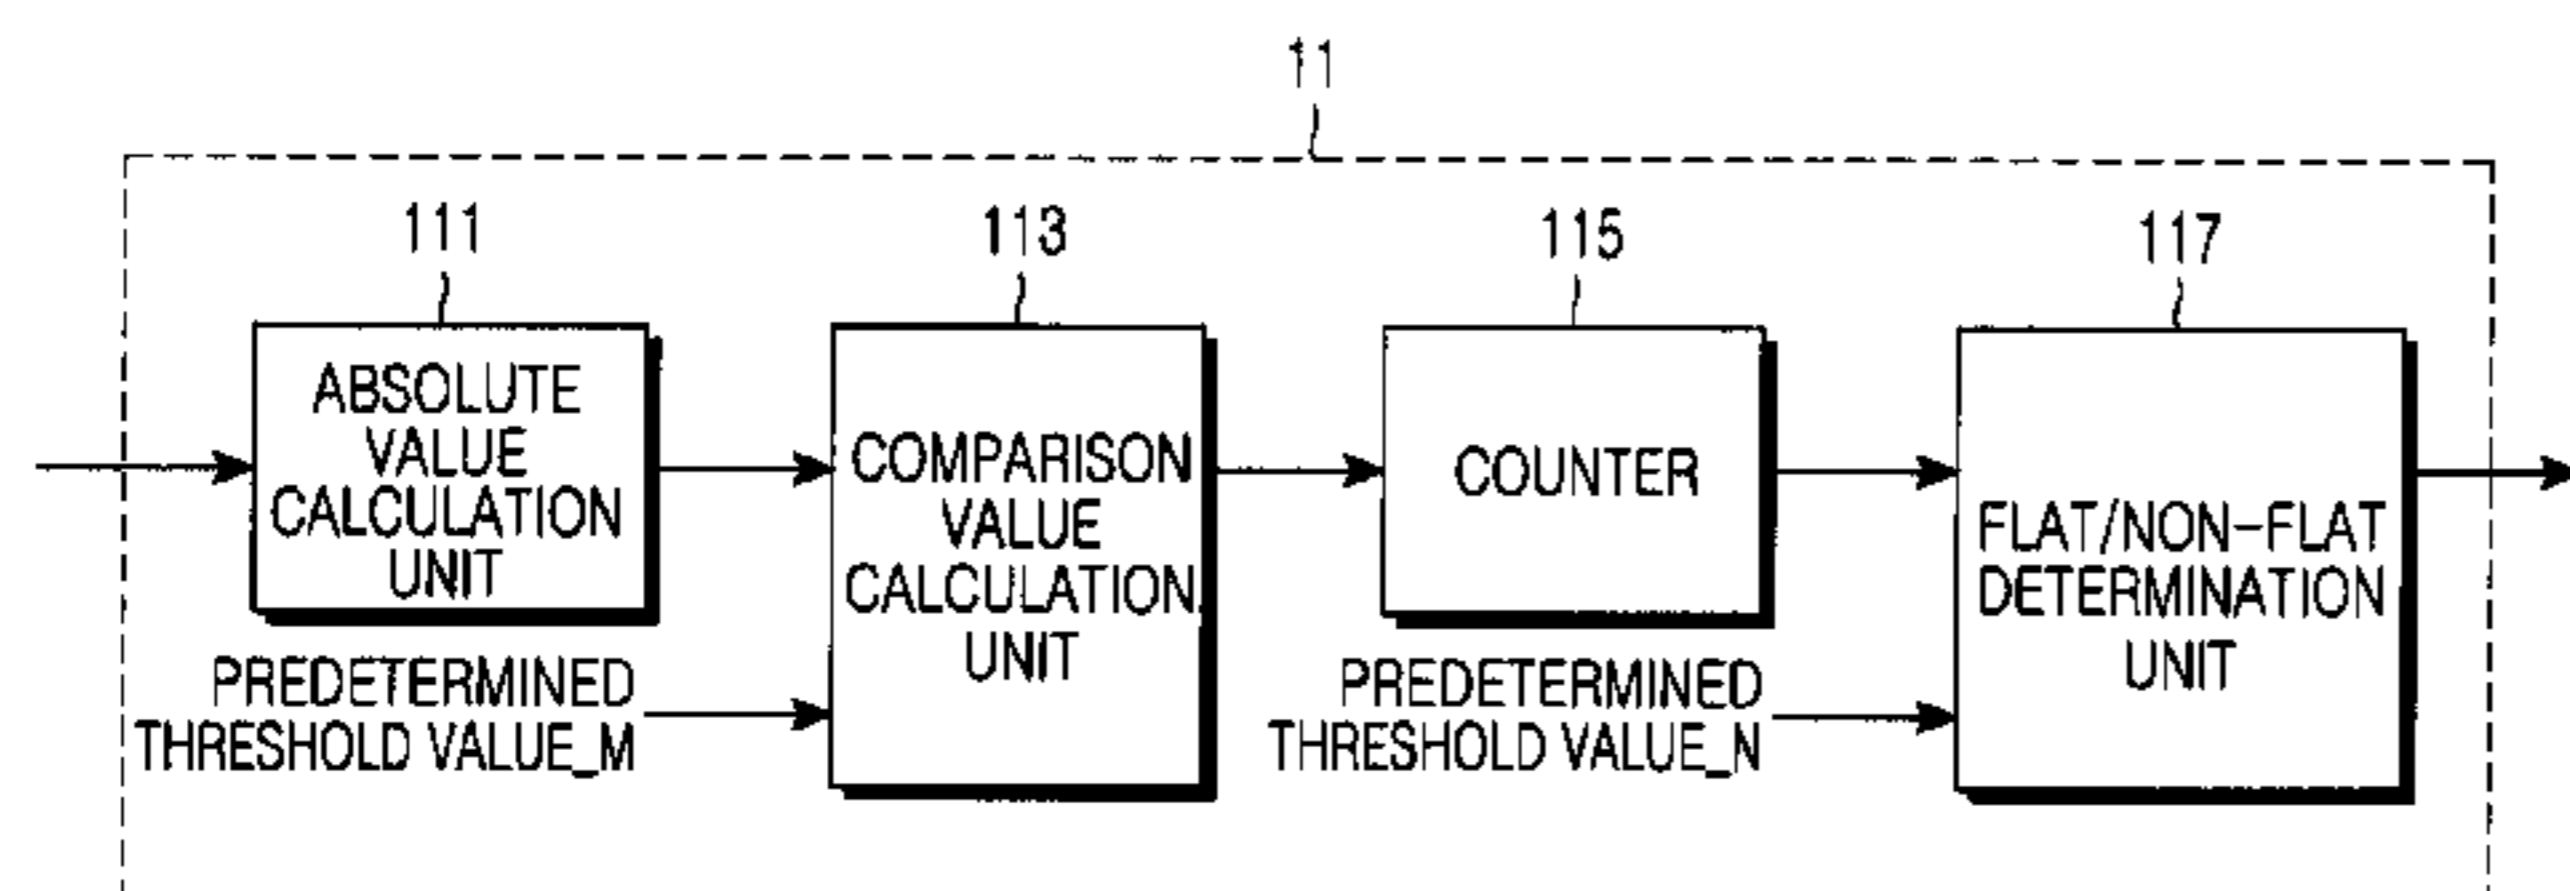 11
111
113
115
117
ABSOLUTE
VALUE
CALCULATION
UNIT
COMPARISON
VALUE
CALCULATION
UNIT
COUNTER
FLAT/NON-FLAT
DETERMINATION
UNIT
PREDETERMINED
THRESHOLD VALUE_M
PREDETERMINED
THRESHOLD VALUE_N